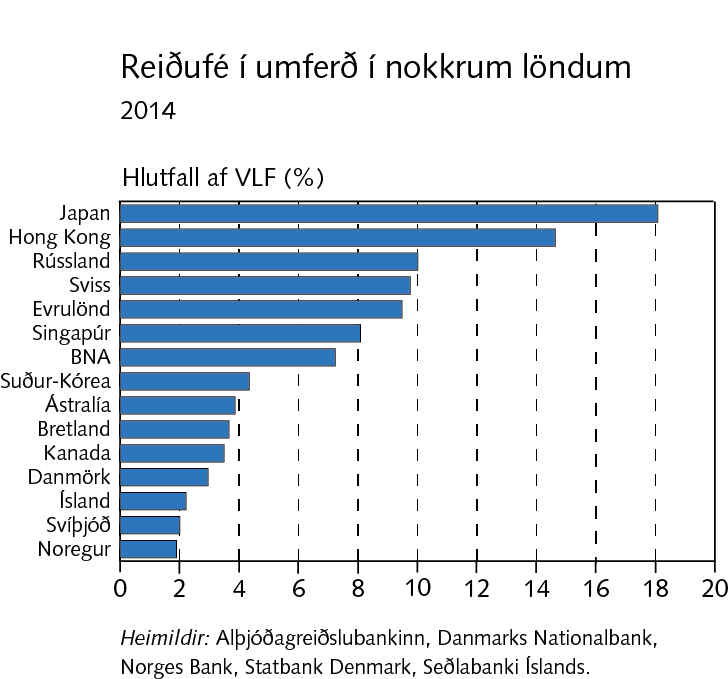 Reiðufé í umferð í nokkrum löndum
2014
Hlutfall af VLF (%)
Japan
Hong Kong
Rússland
Sviss
Evrulönd
Singapúr
BNA
Suður-Kórea
Ástralía
Bretland
Kanada
Danmörk
Ísland
Svíþjóð
Noregur
0 2 4 6 8 10 12 14 16 18 20
Heimildir: Alþjóðagreiðslubankinn, Danmarks Nationalbank,
Norges Bank, Statbank Denmark, Seðlabanki Íslands.